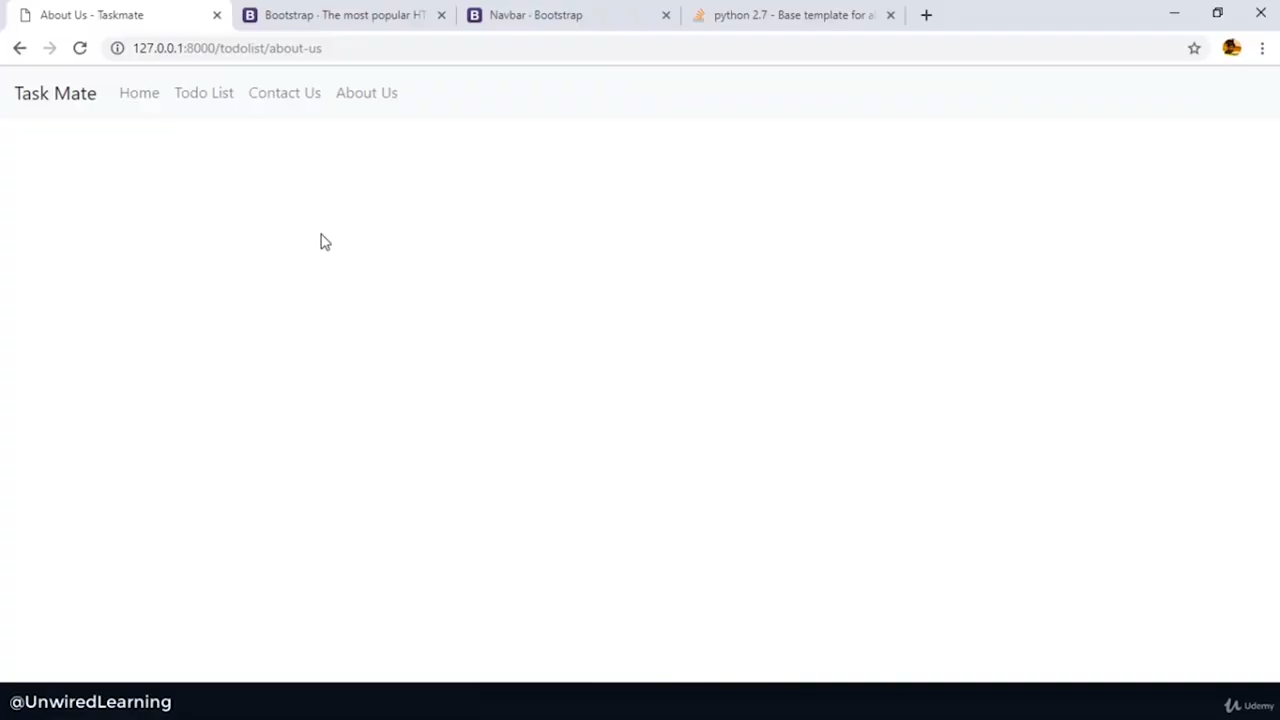 About Us - Taskmate
Bootstrap · The most popular HT
Navbar · Bootstrap
python 2.7 - Base template for al
127.0.0.1:8000/todolist/about-us
Task Mate Home Todo List Contact Us About Us
@UnwiredLearning
Udemy